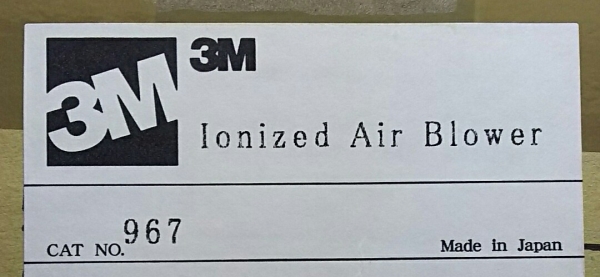 3M
3M
Ionized Air Blower
CAT NO. 967
Made in Japan